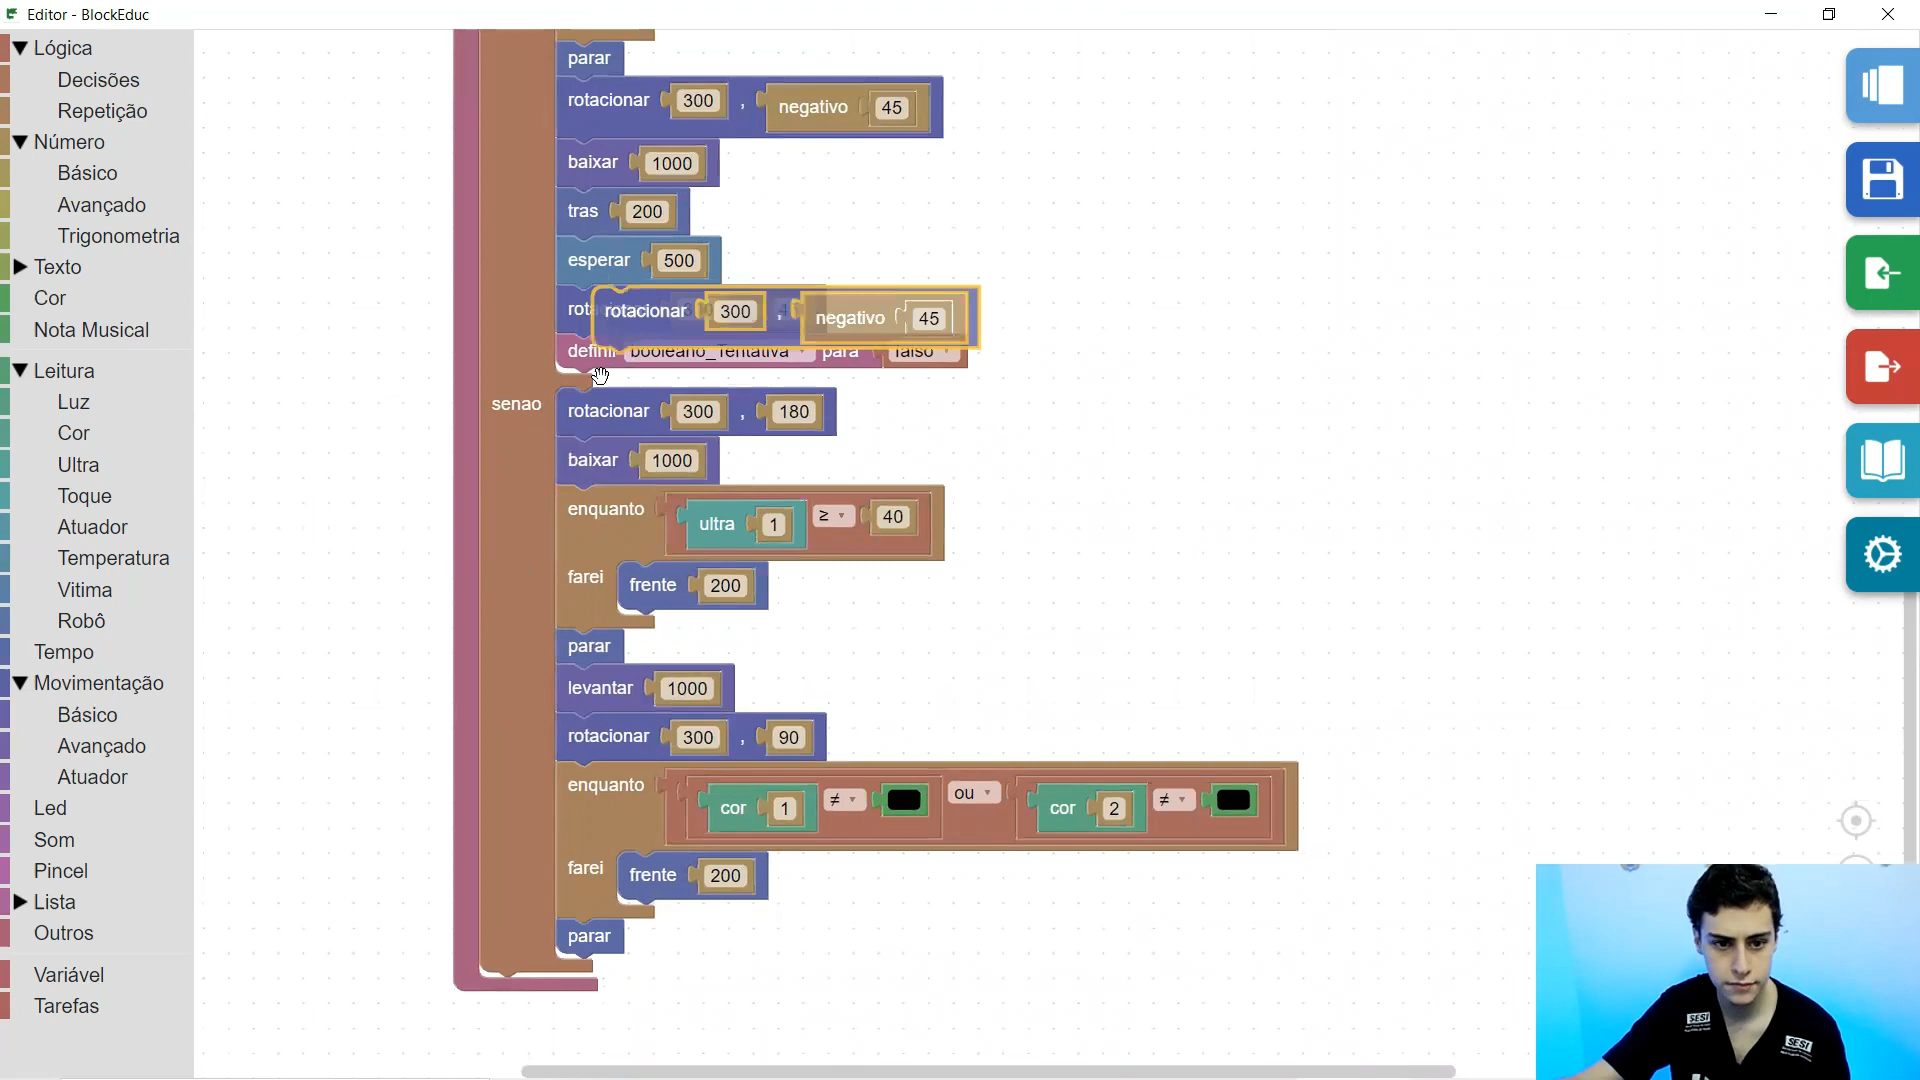 Editor - BlockEduc
Lógica
Decisões
Repetição
Número
Básico
Avançado
Trigonometria
Texto
Cor
Nota Musical
Leitura
Luz
Cor
Ultra
Toque
Atuador
Temperatura
Vitima
Robô
Tempo
Movimentação
Básico
Avançado
Atuador
Led
Som
Pincel
Lista
Outros
Variável
Tarefas
parar
rotacionar 300 , negativo 45
baixar 1000
tras 200
esperar 500
rotacionar 300 , negativo 45
definir booleano_Tentativa para falso
senao
rotacionar 300 , 180
baixar 1000
enquanto ultra 1 ≥ 40
farei frente 200
parar
levantar 1000
rotacionar 300 , 90
enquanto cor 1 ≠ ou cor 2 ≠
farei frente 200
parar
SESI
SESI